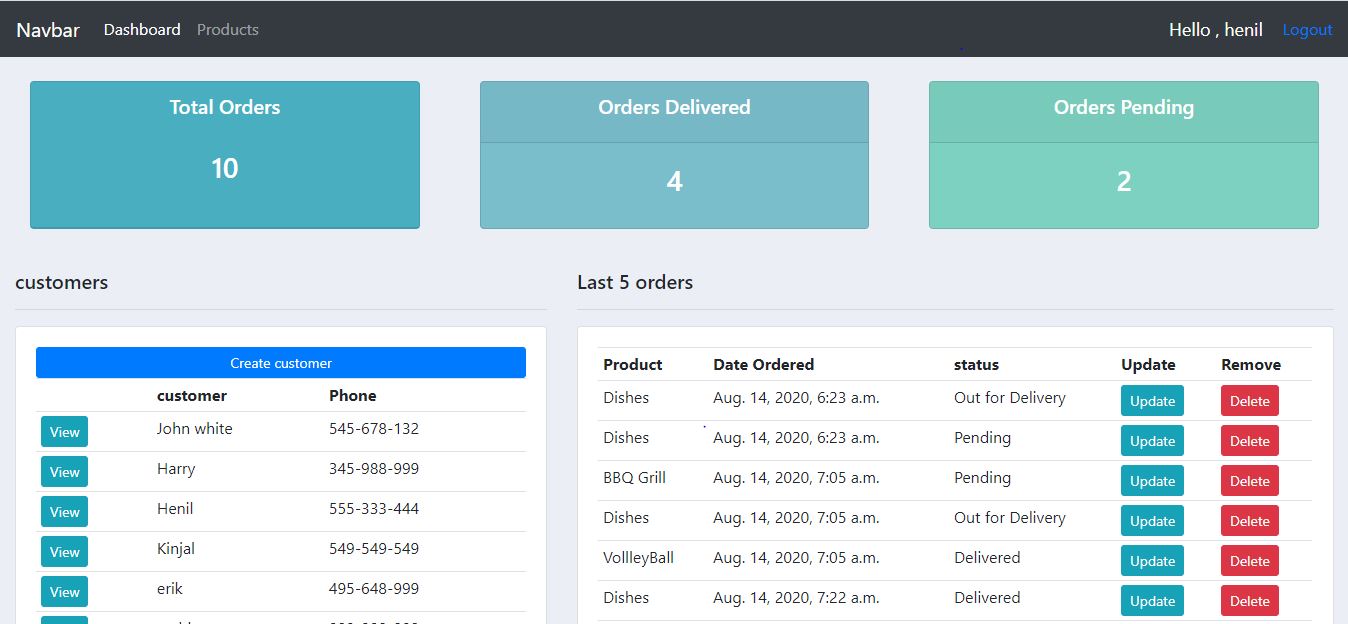 Navbar Dashboard Products Hello , henil Logout
Total Orders
10
Orders Delivered
4
Orders Pending
2
customers
Create customer
customer Phone
View John white 545-678-132
View Harry 345-988-999
View Henil 555-333-444
View Kinjal 549-549-549
View erik 495-648-999
Last 5 orders
Product Date Ordered status Update Remove
Dishes Aug. 14, 2020, 6:23 a.m. Out for Delivery Update Delete
Dishes Aug. 14, 2020, 6:23 a.m. Pending Update Delete
BBQ Grill Aug. 14, 2020, 7:05 a.m. Pending Update Delete
Dishes Aug. 14, 2020, 7:05 a.m. Out for Delivery Update Delete
VollleyBall Aug. 14, 2020, 7:05 a.m. Delivered Update Delete
Dishes Aug. 14, 2020, 7:22 a.m. Delivered Update Delete